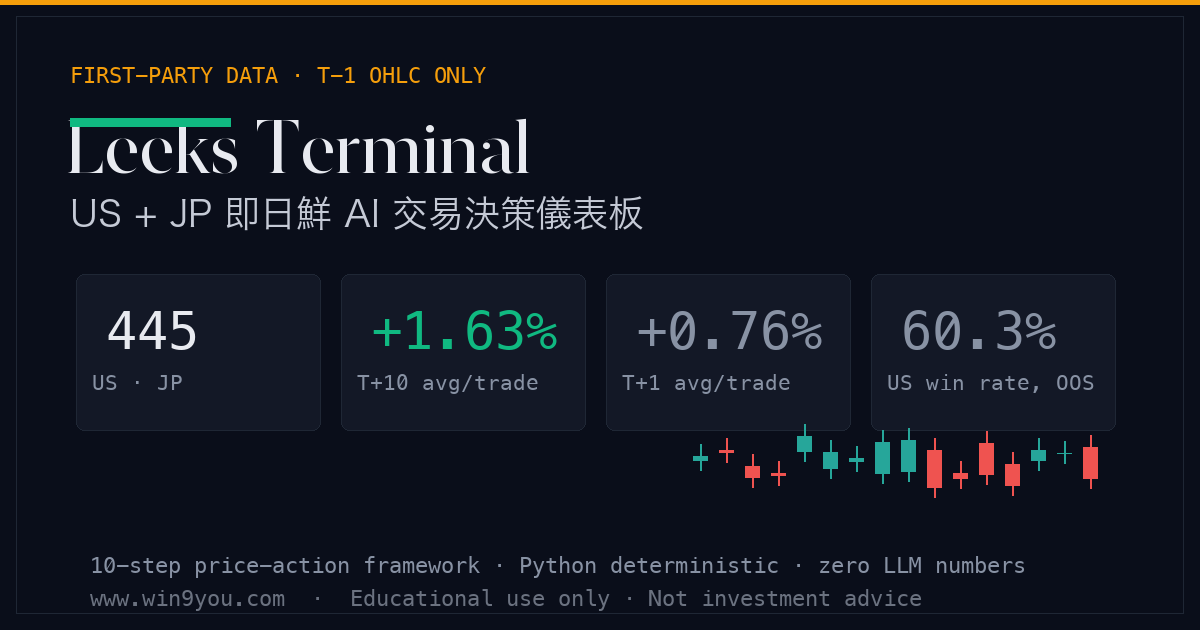 FIRST-PARTY DATA · T-1 OHLC ONLY
Leeks Terminal
US + JP 即日鮮 AI 交易決策儀表板
445
US · JP
+1.63%
T+10 avg/trade
+0.76%
T+1 avg/trade
60.3%
US win rate, OOS
10-step price-action framework · Python deterministic · zero LLM numbers
www.win9you.com · Educational use only · Not investment advice